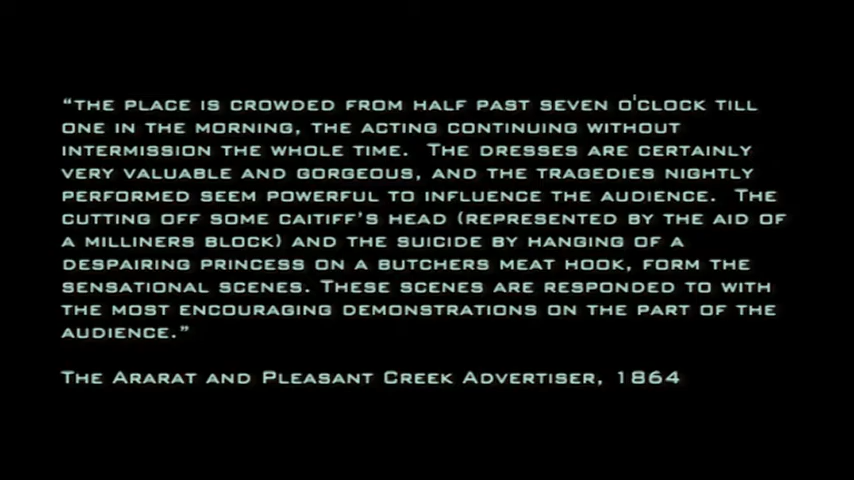 “THE PLACE IS CROWDED FROM HALF PAST SEVEN O'CLOCK TILL
ONE IN THE MORNING, THE ACTING CONTINUING WITHOUT
INTERMISSION THE WHOLE TIME.  THE DRESSES ARE CERTAINLY
VERY VALUABLE AND GORGEOUS, AND THE TRAGEDIES NIGHTLY
PERFORMED SEEM POWERFUL TO INFLUENCE THE AUDIENCE.  THE
CUTTING OFF SOME CAITIFF'S HEAD (REPRESENTED BY THE AID OF
A MILLINERS BLOCK) AND THE SUICIDE BY HANGING OF A
DESPAIRING PRINCESS ON A BUTCHERS MEAT HOOK, FORM THE
SENSATIONAL SCENES. THESE SCENES ARE RESPONDED TO WITH
THE MOST ENCOURAGING DEMONSTRATIONS ON THE PART OF THE
AUDIENCE.”
THE ARARAT AND PLEASANT CREEK ADVERTISER, 1864